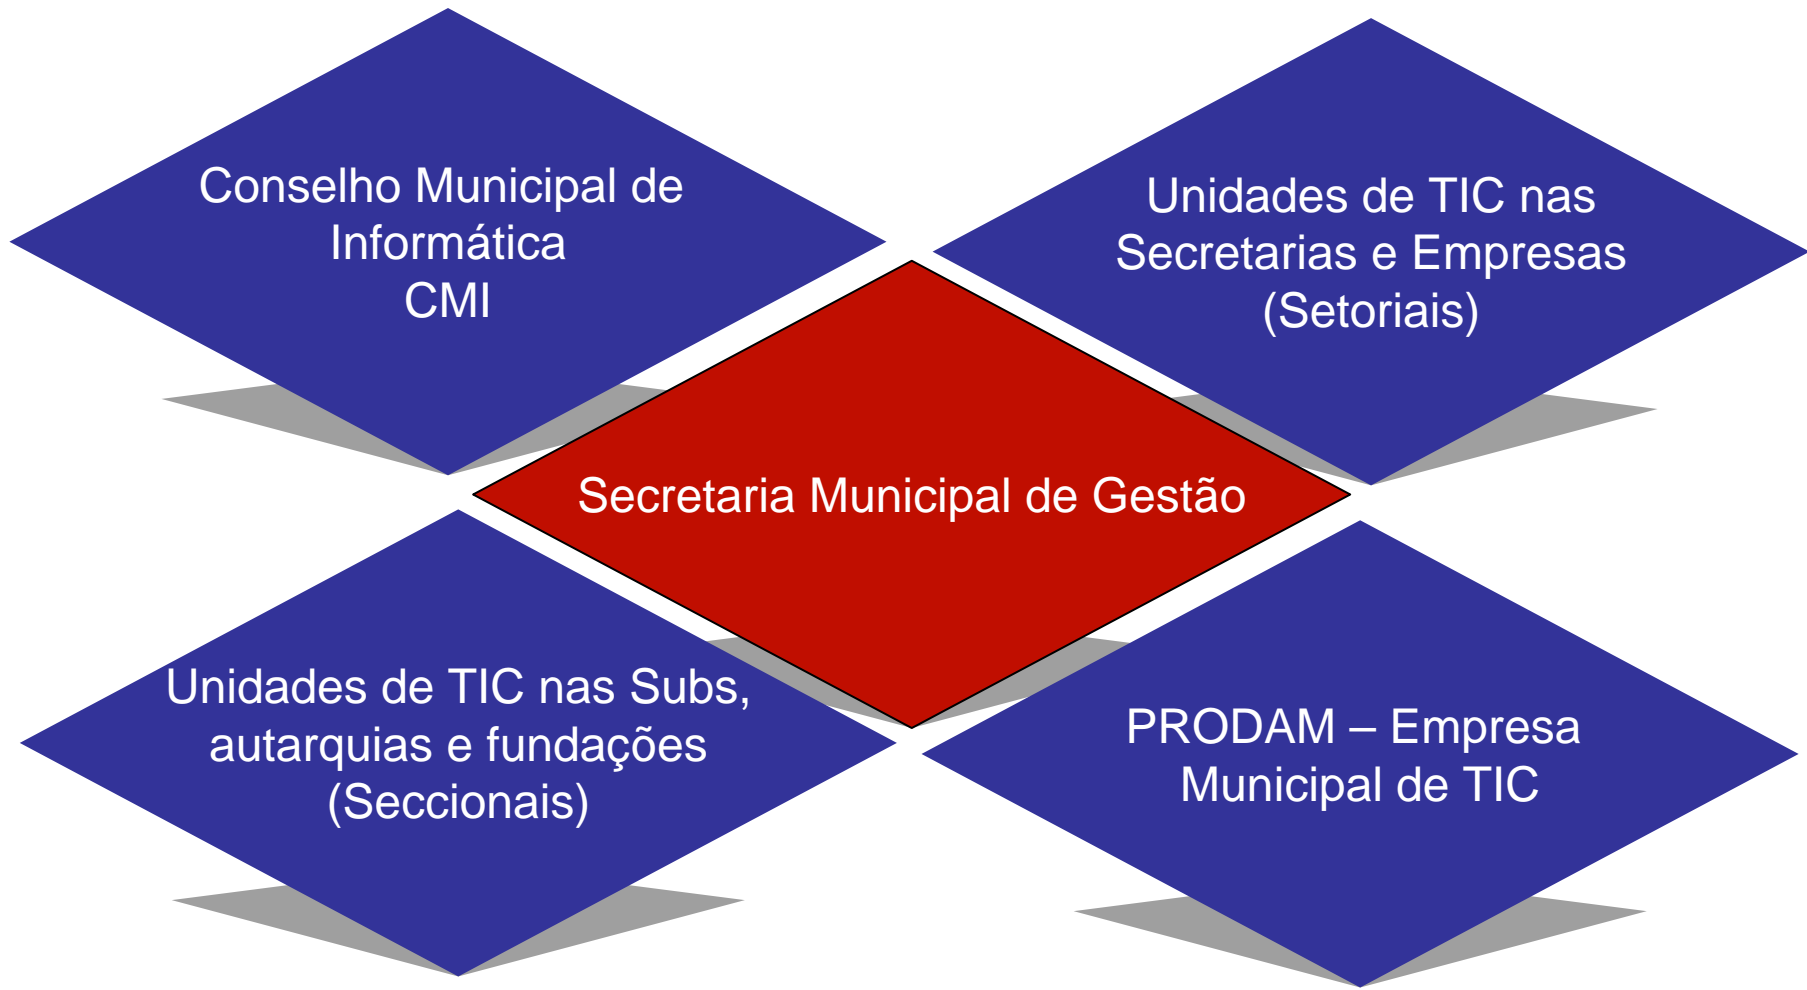 Conselho Municipal de
Informática
CMI
Unidades de TIC nas
Secretarias e Empresas
(Setoriais)
Secretaria Municipal de Gestão
Unidades de TIC nas Subs,
autarquias e fundações
(Seccionais)
PRODAM – Empresa
Municipal de TIC